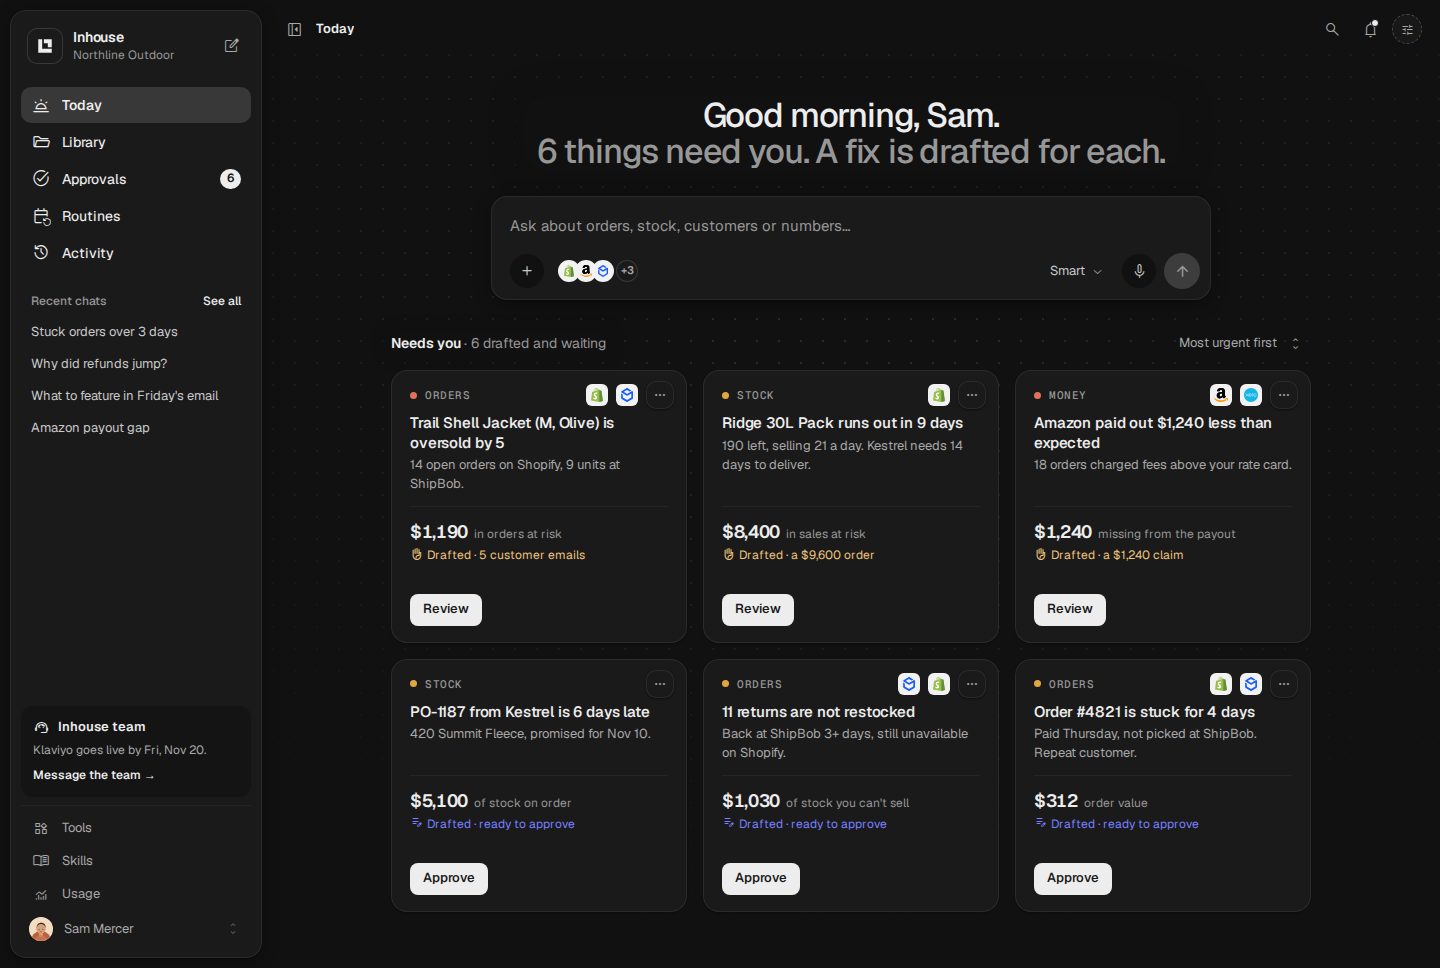 Inhouse
Northline Outdoor
Today
Library
Approvals
6
Routines
Activity
Recent chats
See all
Stuck orders over 3 days
Why did refunds jump?
What to feature in Friday's email
Amazon payout gap
Inhouse team
Klaviyo goes live by Fri, Nov 20.
Message the team →
Tools
Skills
Usage
Sam Mercer
Today
Good morning, Sam.
6 things need you. A fix is drafted for each.
Ask about orders, stock, customers or numbers...
+3
Smart
Needs you · 6 drafted and waiting
Most urgent first
ORDERS
Trail Shell Jacket (M, Olive) is
oversold by 5
14 open orders on Shopify, 9 units at
ShipBob.
$1,190 in orders at risk
Drafted · 5 customer emails
Review
STOCK
Ridge 30L Pack runs out in 9 days
190 left, selling 21 a day. Kestrel needs 14
days to deliver.
$8,400 in sales at risk
Drafted · a $9,600 order
Review
MONEY
Amazon paid out $1,240 less than
expected
18 orders charged fees above your rate card.
$1,240 missing from the payout
Drafted · a $1,240 claim
Review
STOCK
PO-1187 from Kestrel is 6 days late
420 Summit Fleece, promised for Nov 10.
$5,100 of stock on order
Drafted · ready to approve
Approve
ORDERS
11 returns are not restocked
Back at ShipBob 3+ days, still unavailable
on Shopify.
$1,030 of stock you can't sell
Drafted · ready to approve
Approve
ORDERS
Order #4821 is stuck for 4 days
Paid Thursday, not picked at ShipBob.
Repeat customer.
$312 order value
Drafted · ready to approve
Approve